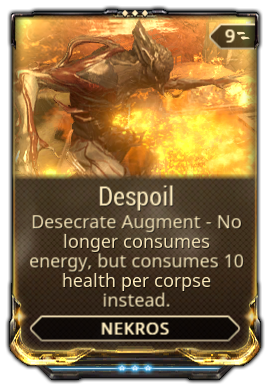 9
Despoil
Desecrate Augment - No
longer consumes
energy, but consumes 10
health per corpse
instead.
NEKROS